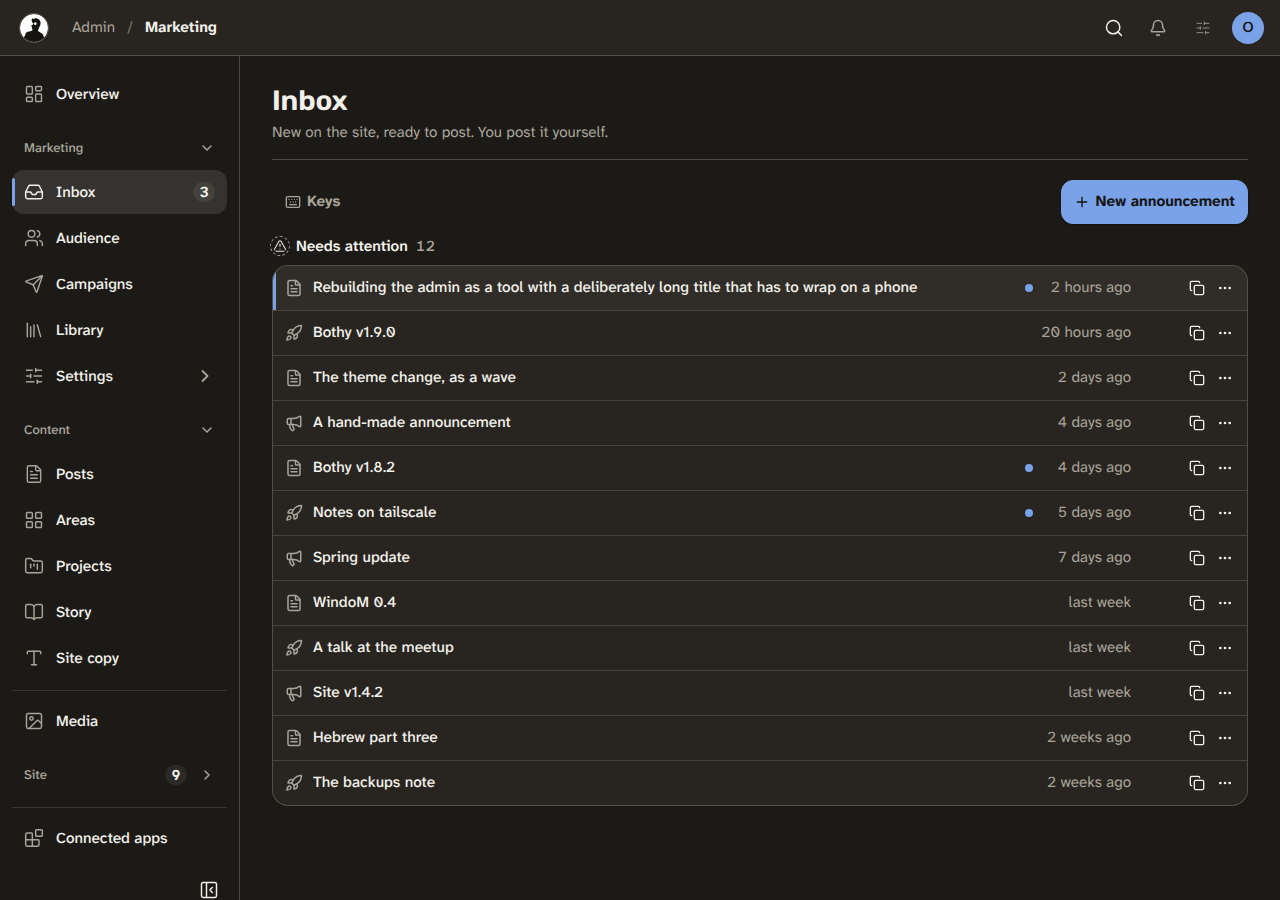 Admin / Marketing
O
Overview
Marketing
Inbox 3
Audience
Campaigns
Library
Settings
Content
Posts
Areas
Projects
Story
Site copy
Media
Site 9
Connected apps
Inbox
New on the site, ready to post. You post it yourself.
Keys
+ New announcement
Needs attention 12
Rebuilding the admin as a tool with a deliberately long title that has to wrap on a phone 2 hours ago
Bothy v1.9.0 20 hours ago
The theme change, as a wave 2 days ago
A hand-made announcement 4 days ago
Bothy v1.8.2 4 days ago
Notes on tailscale 5 days ago
Spring update 7 days ago
WindoM 0.4 last week
A talk at the meetup last week
Site v1.4.2 last week
Hebrew part three 2 weeks ago
The backups note 2 weeks ago